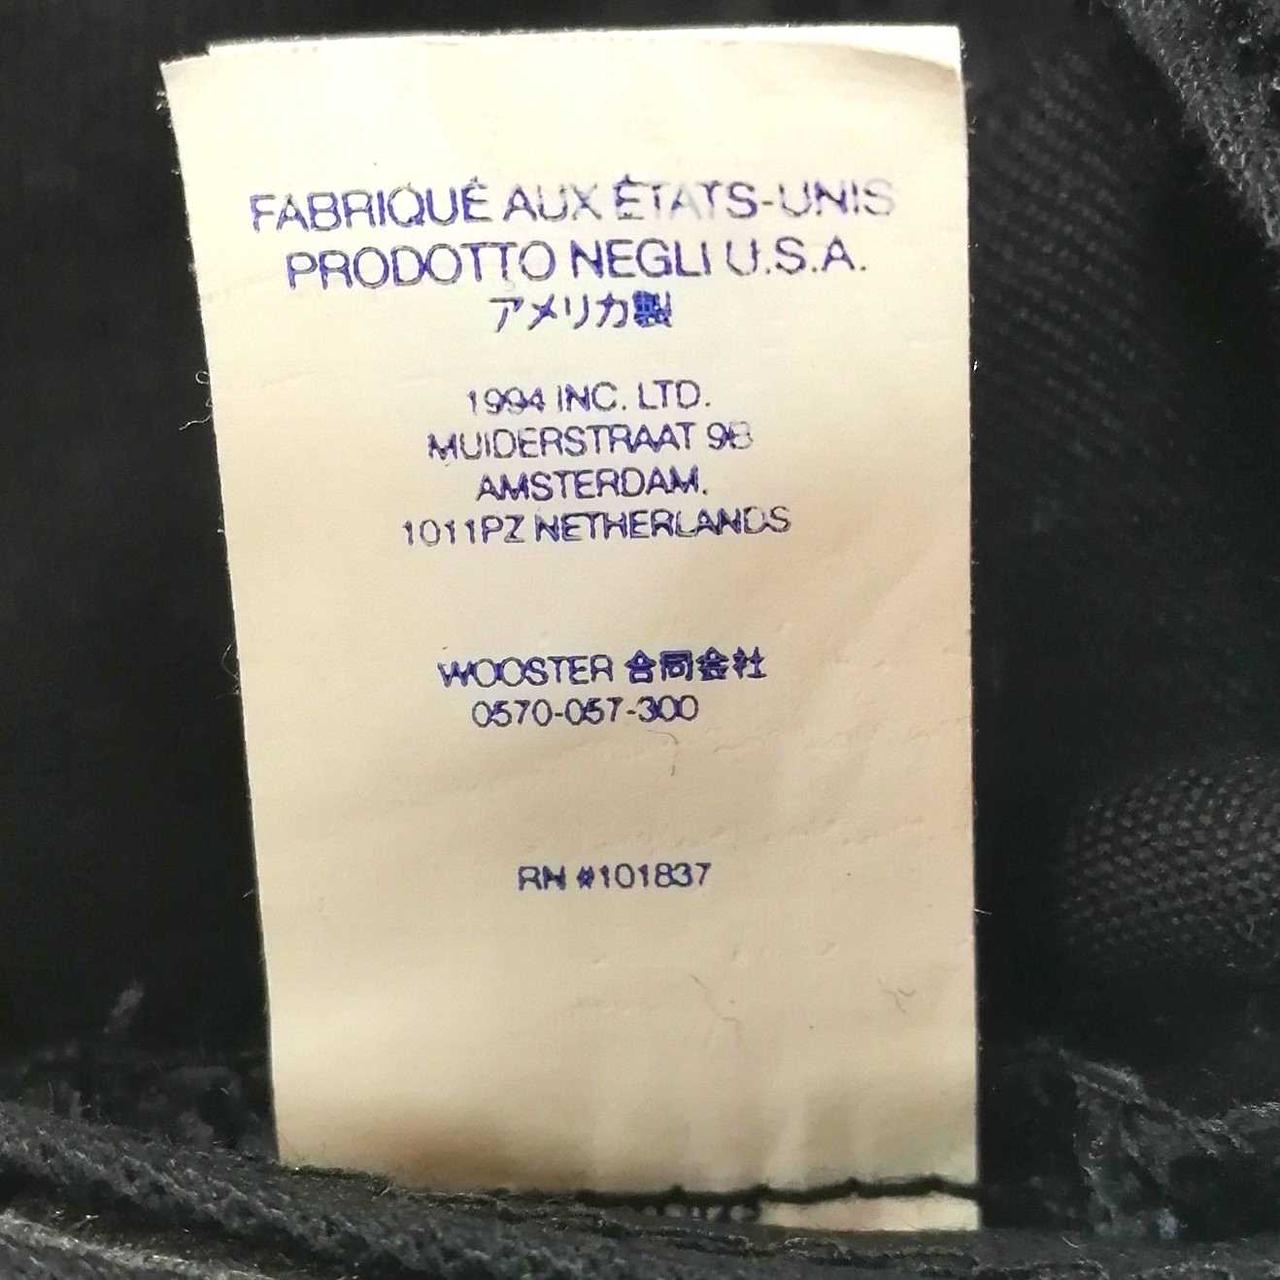 FABRIQUÉ AUX ÉTATS-UNIS
PRODOTTO NEGLI U.S.A.
アメリカ製
1994 INC. LTD.
MUIDERSTRAAT 9B
AMSTERDAM.
1011PZ NETHERLANDS
WOOSTER 合同会社
0570-057-300
RN #101837